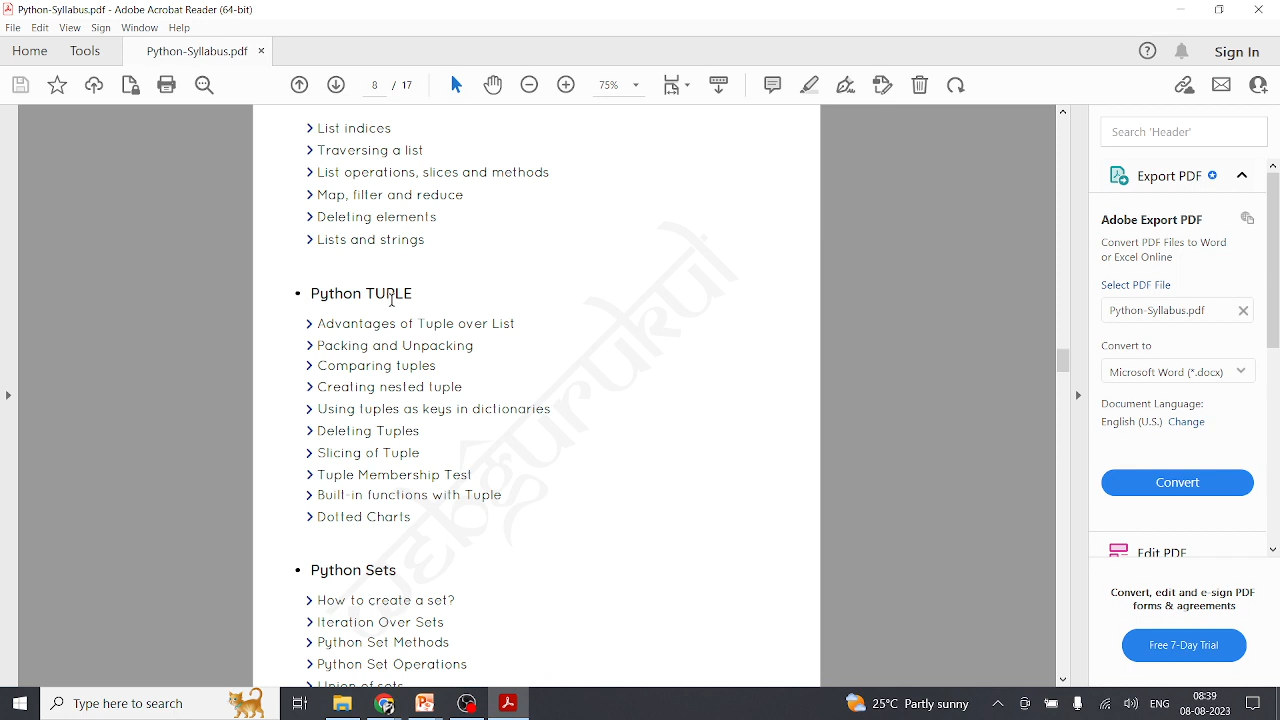 Python-Syllabus.pdf - Adobe Acrobat Reader (64-bit)
File Edit View Sign Window Help
Home Tools Python-Syllabus.pdf × Sign In
8 / 17 75%
List indices
Traversing a list
List operations, slices and methods
Map, filter and reduce
Deleting elements
Lists and strings
• Python TUPLE
Advantages of Tuple over List
Packing and Unpacking
Comparing tuples
Creating nested tuple
Using tuples as keys in dictionaries
Deleting Tuples
Slicing of Tuple
Tuple Membership Test
Built-in functions with Tuple
Dotted Charts
• Python Sets
How to create a set?
Iteration Over Sets
Python Set Methods
Python Set Operations
Union of sets
webgurukul
Search 'Header'
Export PDF
Adobe Export PDF
Convert PDF Files to Word
or Excel Online
Select PDF File
Python-Syllabus.pdf
Convert to
Microsoft Word (*.docx)
Document Language:
English (U.S.) Change
Convert
Edit PDF
Convert, edit and e-sign PDF
forms & agreements
Free 7-Day Trial
Type here to search
25°C Partly sunny
ENG
08:39
08-08-2023